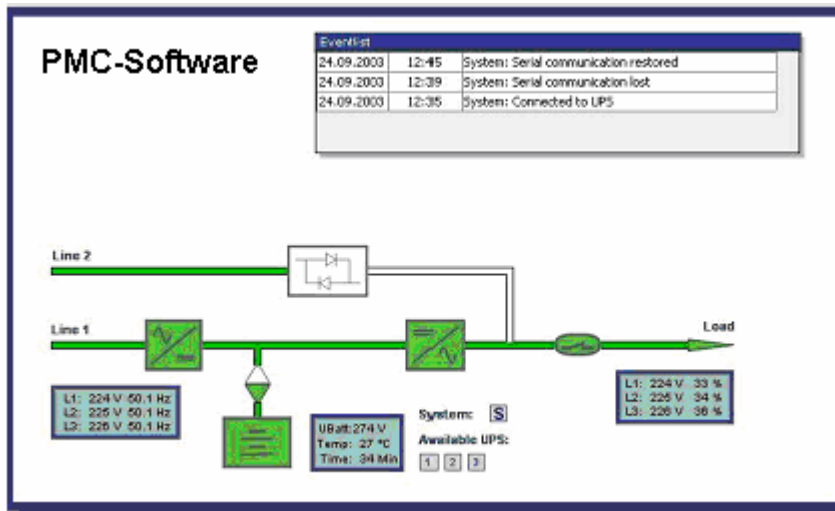 PMC-Software
Eventlist
24.09.2003 12:45 System: Serial communication restored
24.09.2003 12:39 System: Serial communication lost
24.09.2003 12:35 System: Connected to UPS
Line 2
Line 1
Load
L1: 224 V 50.1 Hz
L2: 225 V 50.1 Hz
L3: 226 V 50.1 Hz
UBatt:274 V
Temp: 27 °C
Time: 34 Min
System: S
Available UPS:
1 2 3
L1: 224 V 33 %
L2: 225 V 34 %
L3: 226 V 36 %